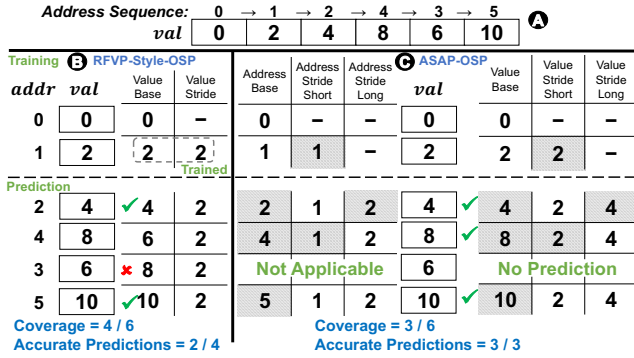 Address Sequence: 0 → 1 → 2 → 4 → 3 → 5
val 0 2 4 8 6 10 A
Training B RFVP-Style-OSP
addr val Value Base Value Stride
0 0 0 –
1 2 2 2
Trained
Prediction
2 4 ✓ 4 2
4 8 6 2
3 6 ✖ 8 2
5 10 ✓ 10 2
Coverage = 4 / 6
Accurate Predictions = 2 / 4
C ASAP-OSP
Address Base Address Stride Short Address Stride Long val Value Base Value Stride Short Value Stride Long
0 – – 0 0 – –
1 1 – 2 2 2 –
2 1 2 4 ✓ 4 2 4
4 1 2 8 ✓ 8 2 4
Not Applicable 6 No Prediction
5 1 2 10 ✓ 10 2 4
Coverage = 3 / 6
Accurate Predictions = 3 / 3